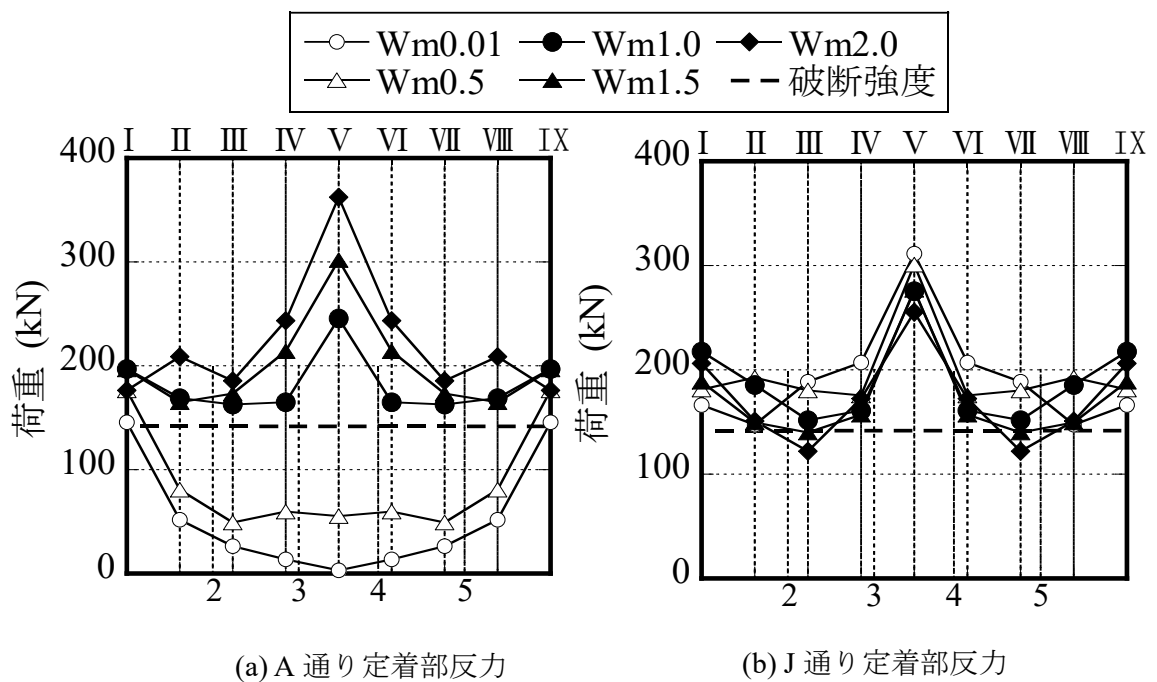 Wm0.01 Wm1.0 Wm2.0
Wm0.5 Wm1.5 破断強度
Ⅰ Ⅱ Ⅲ Ⅳ Ⅴ Ⅵ Ⅶ Ⅷ Ⅸ
400
300
200
100
0
荷重 (kN)
2 3 4 5
(a) A 通り定着部反力
Ⅰ Ⅱ Ⅲ Ⅳ Ⅴ Ⅵ Ⅶ Ⅷ Ⅸ
400
300
200
100
0
荷重 (kN)
2 3 4 5
(b) J 通り定着部反力